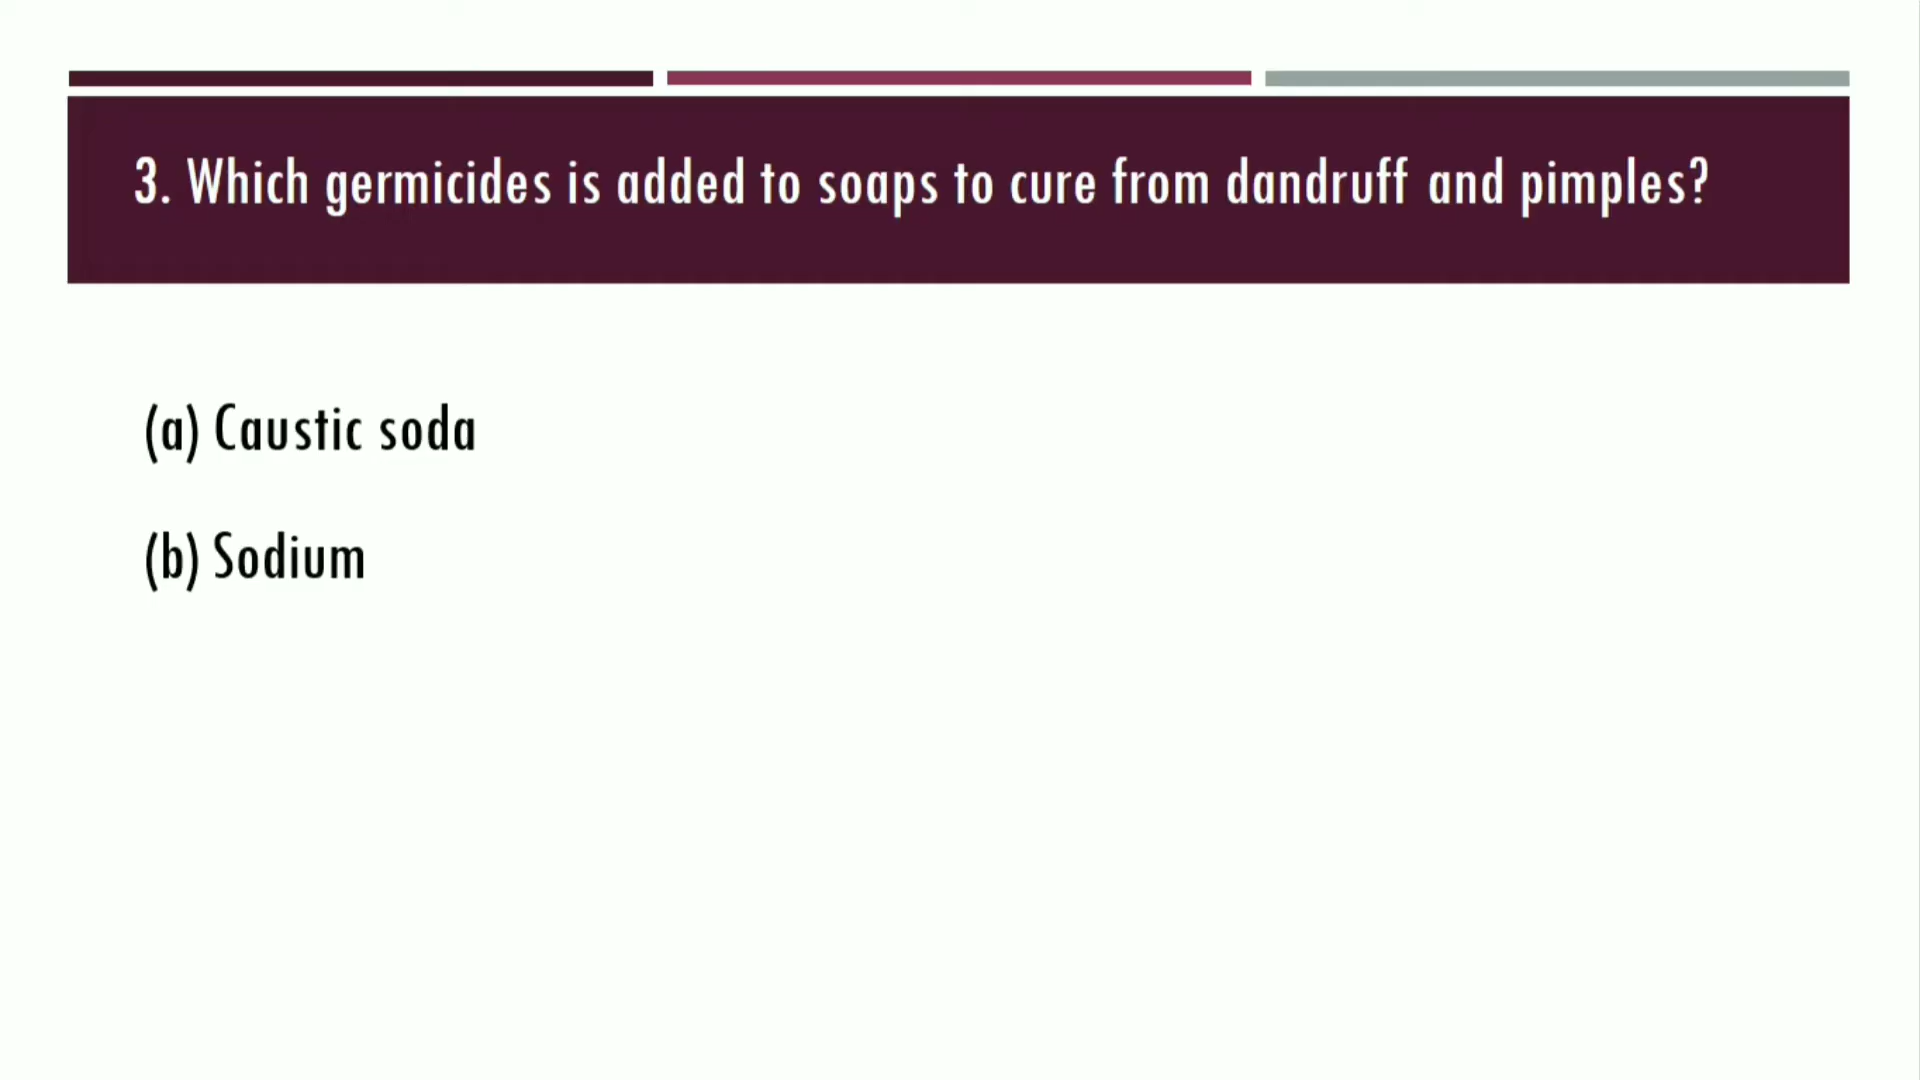 3. Which germicides is added to soaps to cure from dandruff and pimples?
(a) Caustic soda
(b) Sodium